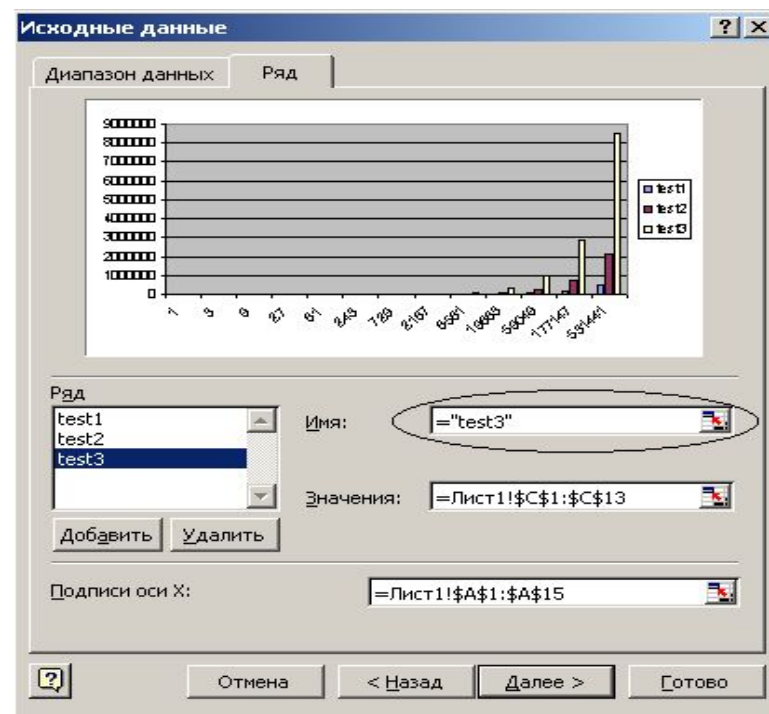 Исходные данные
Диапазон данных Ряд
9000000
8000000
7000000
6000000
5000000
4000000
3000000
2000000
1000000
0
test1
test2
test3
1 3 9 27 81 243 729 2187 6561 19683 59049 177147 531441
Ряд
test1
test2
test3
Имя: ="test3"
Значения: =Лист1!$C$1:$C$13
Добавить Удалить
Подписи оси X: =Лист1!$A$1:$A$15
Отмена < Назад Далее > Готово